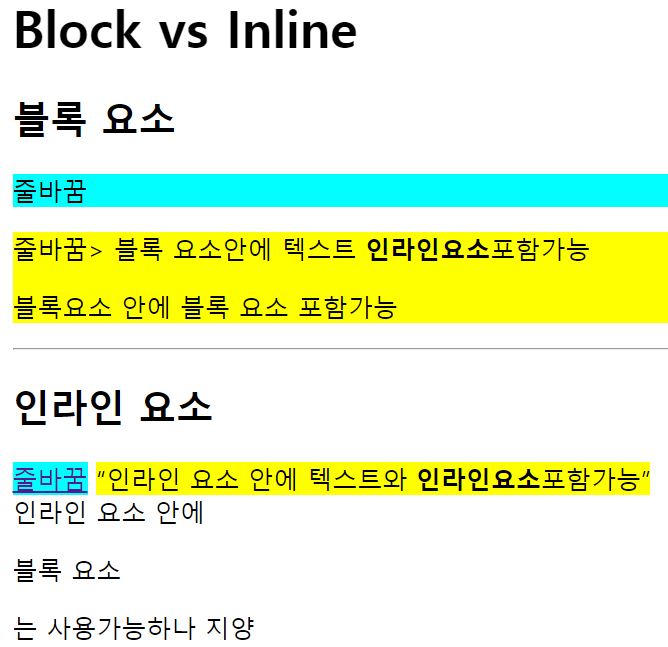 Block vs Inline
블록 요소
줄바꿈
줄바꿈> 블록 요소안에 텍스트 인라인요소포함가능
블록요소 안에 블록 요소 포함가능
인라인 요소
줄바꿈 “인라인 요소 안에 텍스트와 인라인요소포함가능”
인라인 요소 안에
블록 요소
는 사용가능하나 지양